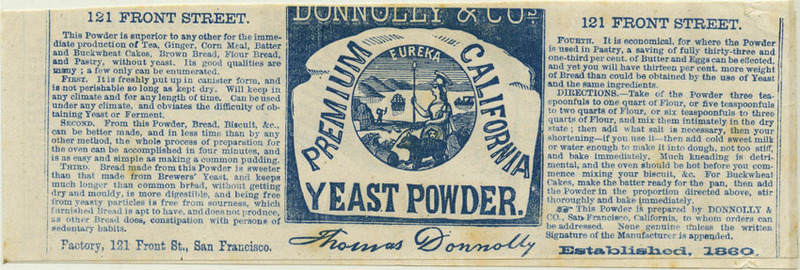 121 FRONT STREET.
This Powder is superior to any other for the imme-
diate production of Tea, Ginger, Corn Meal, Batter
and Buckwheat Cakes, Brown Bread, Flour Bread,
and Pastry, without yeast. Its good qualities are
many; a few only can be enumerated.
FIRST. It is freshly put up in canister form, and
is not perishable so long as kept dry. Will keep in
any climate and for any length of time. Can be used
under any climate, and obviates the difficulty of ob-
taining Yeast or Ferment.
SECOND. From this Powder, Bread, Biscuit, &c.,
can be better made, and in less time than by any
other method, the whole process of preparation for
the oven can be accomplished in four minutes, and
is as easy and simple as making a common pudding.
THIRD. Bread made from this Powder is sweeter
than that made from Brewers' Yeast, and keeps
much longer than common bread, without getting
dry and mouldy, is more digestible, and being free
from yeasty particles is free from sourness, which
furnished Bread is apt to have, and does not produce,
as other Bread does, constipation with persons of
sedentary habits.
Factory, 121 Front St., San Francisco.
DONNOLLY & Co's
PREMIUM CALIFORNIA
EUREKA
YEAST POWDER.
Thomas Donnolly
121 FRONT STREET.
FOURTH. It is economical, for where the Powder
is used in Pastry, a saving of fully thirty-three and
one-third per cent. of Butter and Eggs can be effected,
and yet you will have thirteen per cent. more weight
of Bread than could be obtained by the use of Yeast
and the same ingredients.
DIRECTIONS.—Take of the Powder three tea-
spoonfuls to one quart of Flour, or five teaspoonfuls
to two quarts of Flour, or six teaspoonfuls to three
quarts of Flour, and mix them intimately in the dry
state; then add what salt is necessary, then your
shortening—if you use it—then add cold sweet milk
or water enough to make it into dough, not too stiff,
and bake immediately. Much kneading is detri-
mental, and the oven should be hot before you com-
mence mixing your biscuit, &c. For Buckwheat
Cakes, make the batter ready for the pan, then add
the Powder in the proportion directed above, stir
thoroughly and bake immediately.
☞ This Powder is prepared by DONNOLLY &
CO., San Francisco, California, to whom orders can
be addressed. None genuine unless the written
Signature of the Manufacturer is appended.
Established, 1860.